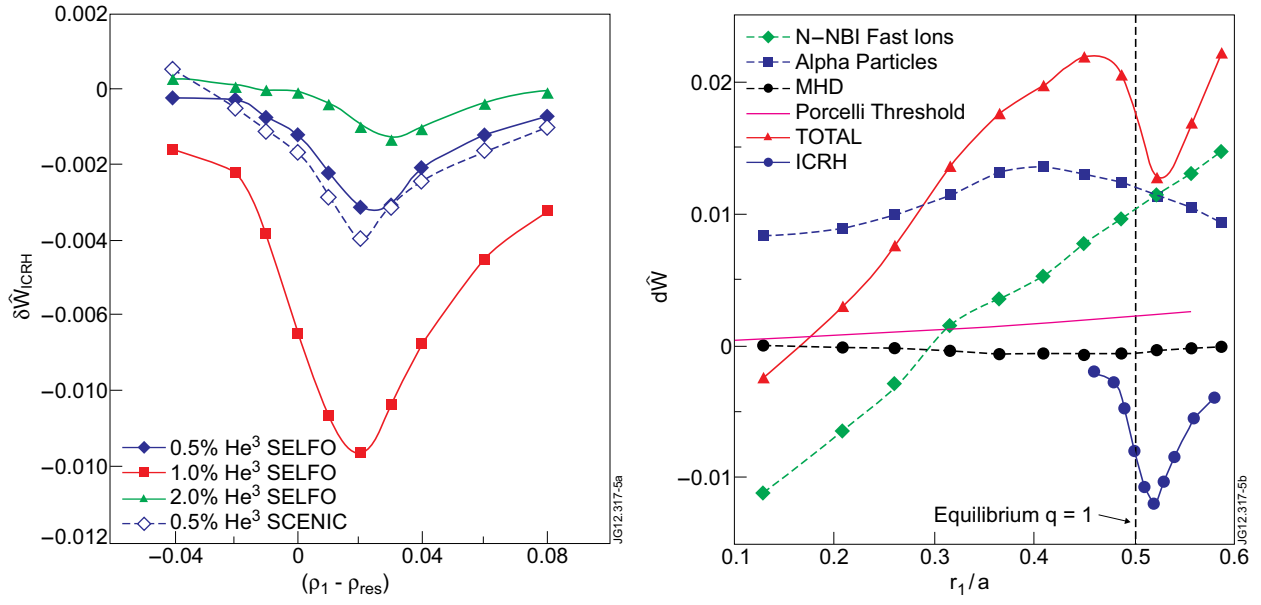 0.002
0
−0.002
−0.004
−0.006
−0.010
−0.010
−0.012
δŴICRH
−0.04
0
0.04
0.08
(ρ1 - ρres)
0.5% He³ SELFO
1.0% He³ SELFO
2.0% He³ SELFO
0.5% He³ SCENIC
JG12.317-5a
N−NBI Fast Ions
Alpha Particles
MHD
Porcelli Threshold
TOTAL
ICRH
0.02
0.01
0
−0.01
dŴ
Equilibrium q = 1
0.1
0.2
0.3
0.4
0.5
0.6
r1/a
JG12.317-5b